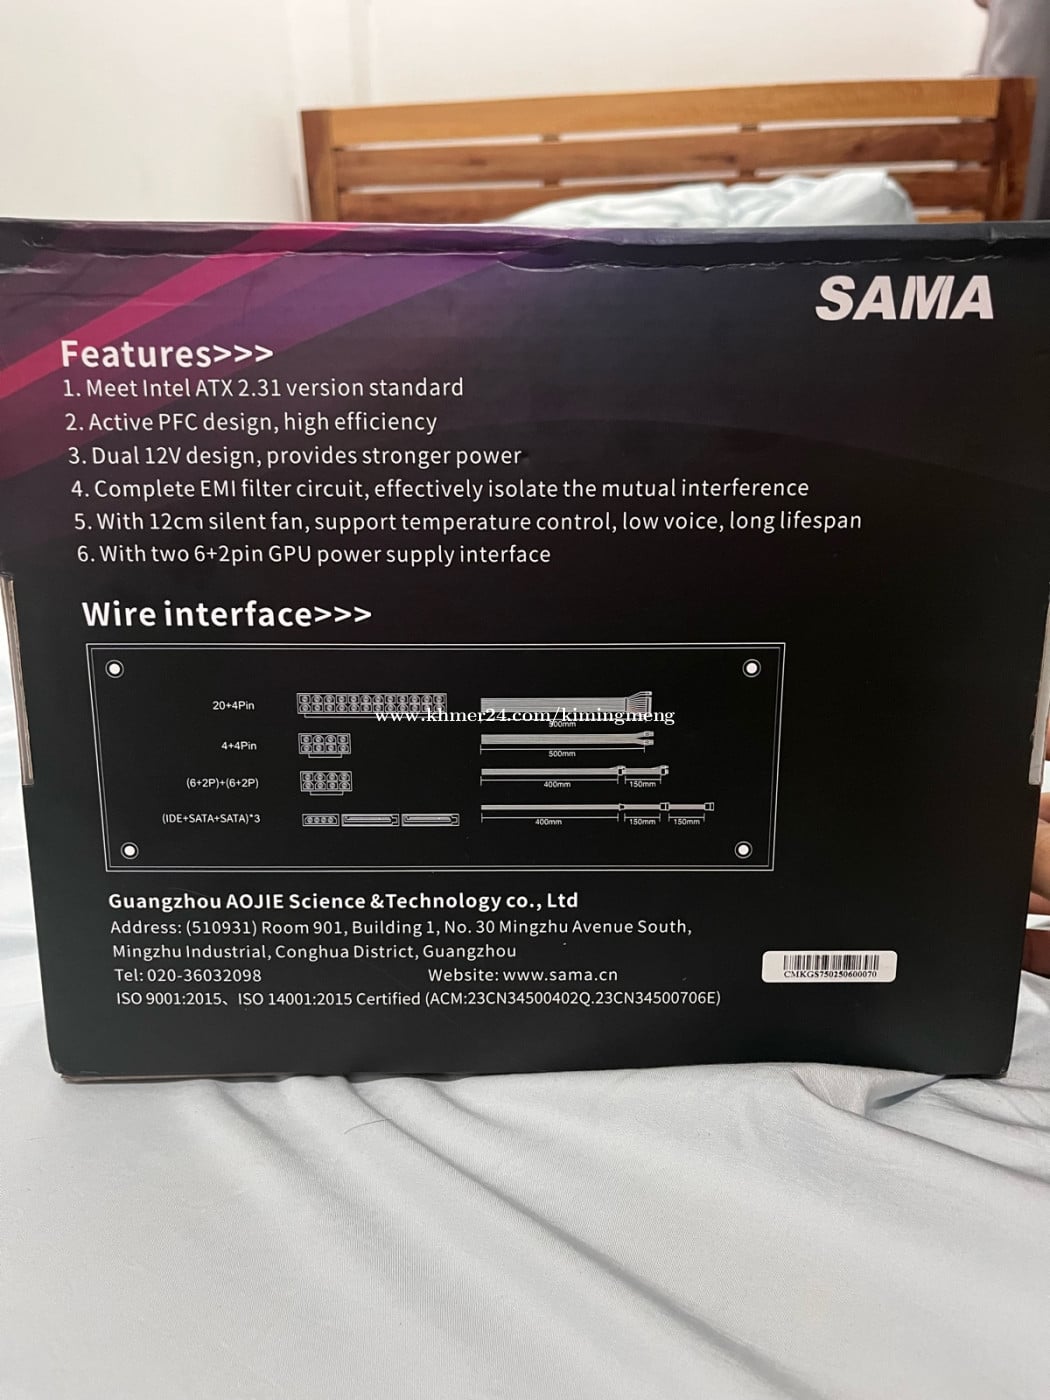 SAMA
Features>>>
1. Meet Intel ATX 2.31 version standard
2. Active PFC design, high efficiency
3. Dual 12V design, provides stronger power
4. Complete EMI filter circuit, effectively isolate the mutual interference
5. With 12cm silent fan, support temperature control, low voice, long lifespan
6. With two 6+2pin GPU power supply interface
Wire interface>>>
20+4Pin
www.khmer24.com/kimingmeng
4+4Pin
500mm
(6+2P)+(6+2P)
400mm 150mm
(IDE+SATA+SATA)*3
400mm 150mm 150mm
Guangzhou AOJIE Science &Technology co., Ltd
Address: (510931) Room 901, Building 1, No. 30 Mingzhu Avenue South,
Mingzhu Industrial, Conghua District, Guangzhou
Tel: 020-36032098 Website: www.sama.cn
ISO 9001:2015、ISO 14001:2015 Certified (ACM:23CN34500402Q.23CN34500706E)
CMKGS750250600070